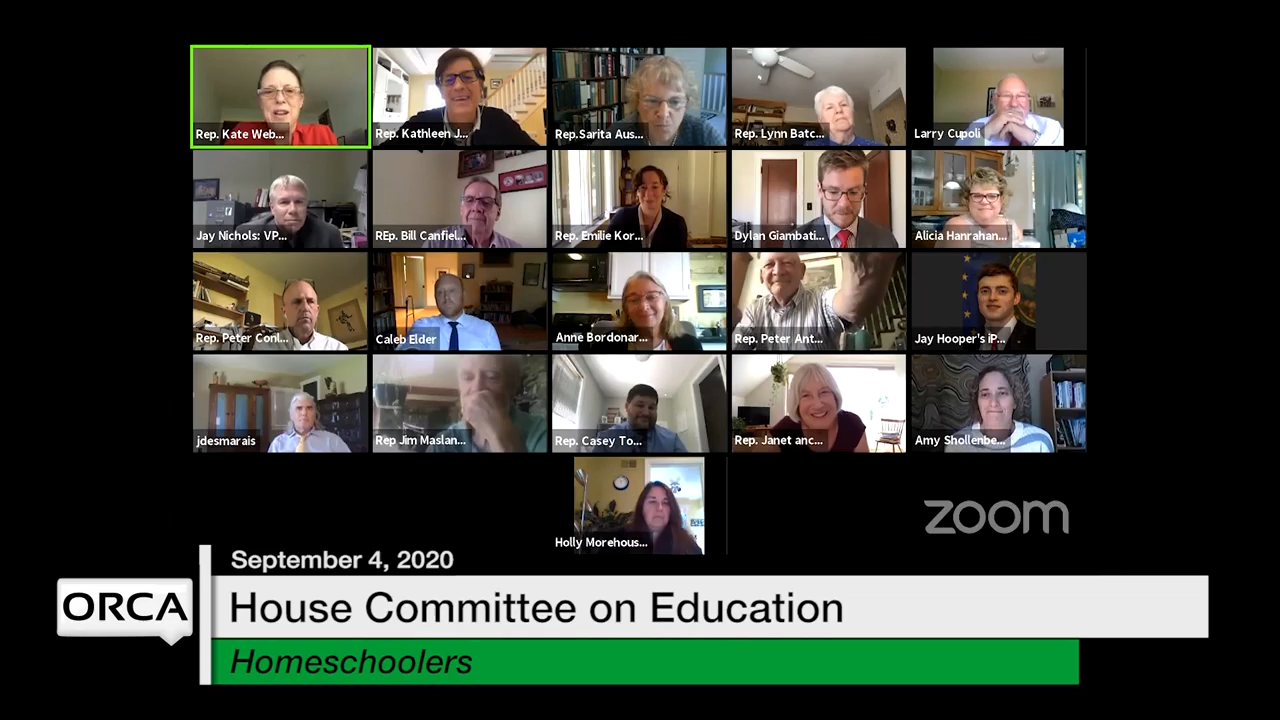 Rep. Kate Web...
Rep. Kathleen J...
Rep.Sarita Aus...
Rep. Lynn Batc...
Larry Cupoli
Jay Nichols: VP...
REp. Bill Canfiel...
Rep. Emilie Kor...
Dylan Giambati...
Alicia Hanrahan...
Rep. Peter Conl...
Caleb Elder
Anne Bordonar...
Rep. Peter Ant...
Jay Hooper's iP...
jdesmarais
Rep Jim Maslan...
Rep. Casey To...
Rep. Janet anc...
Amy Shollenbe...
Holly Morehous...
zoom
September 4, 2020
ORCA
House Committee on Education
Homeschoolers